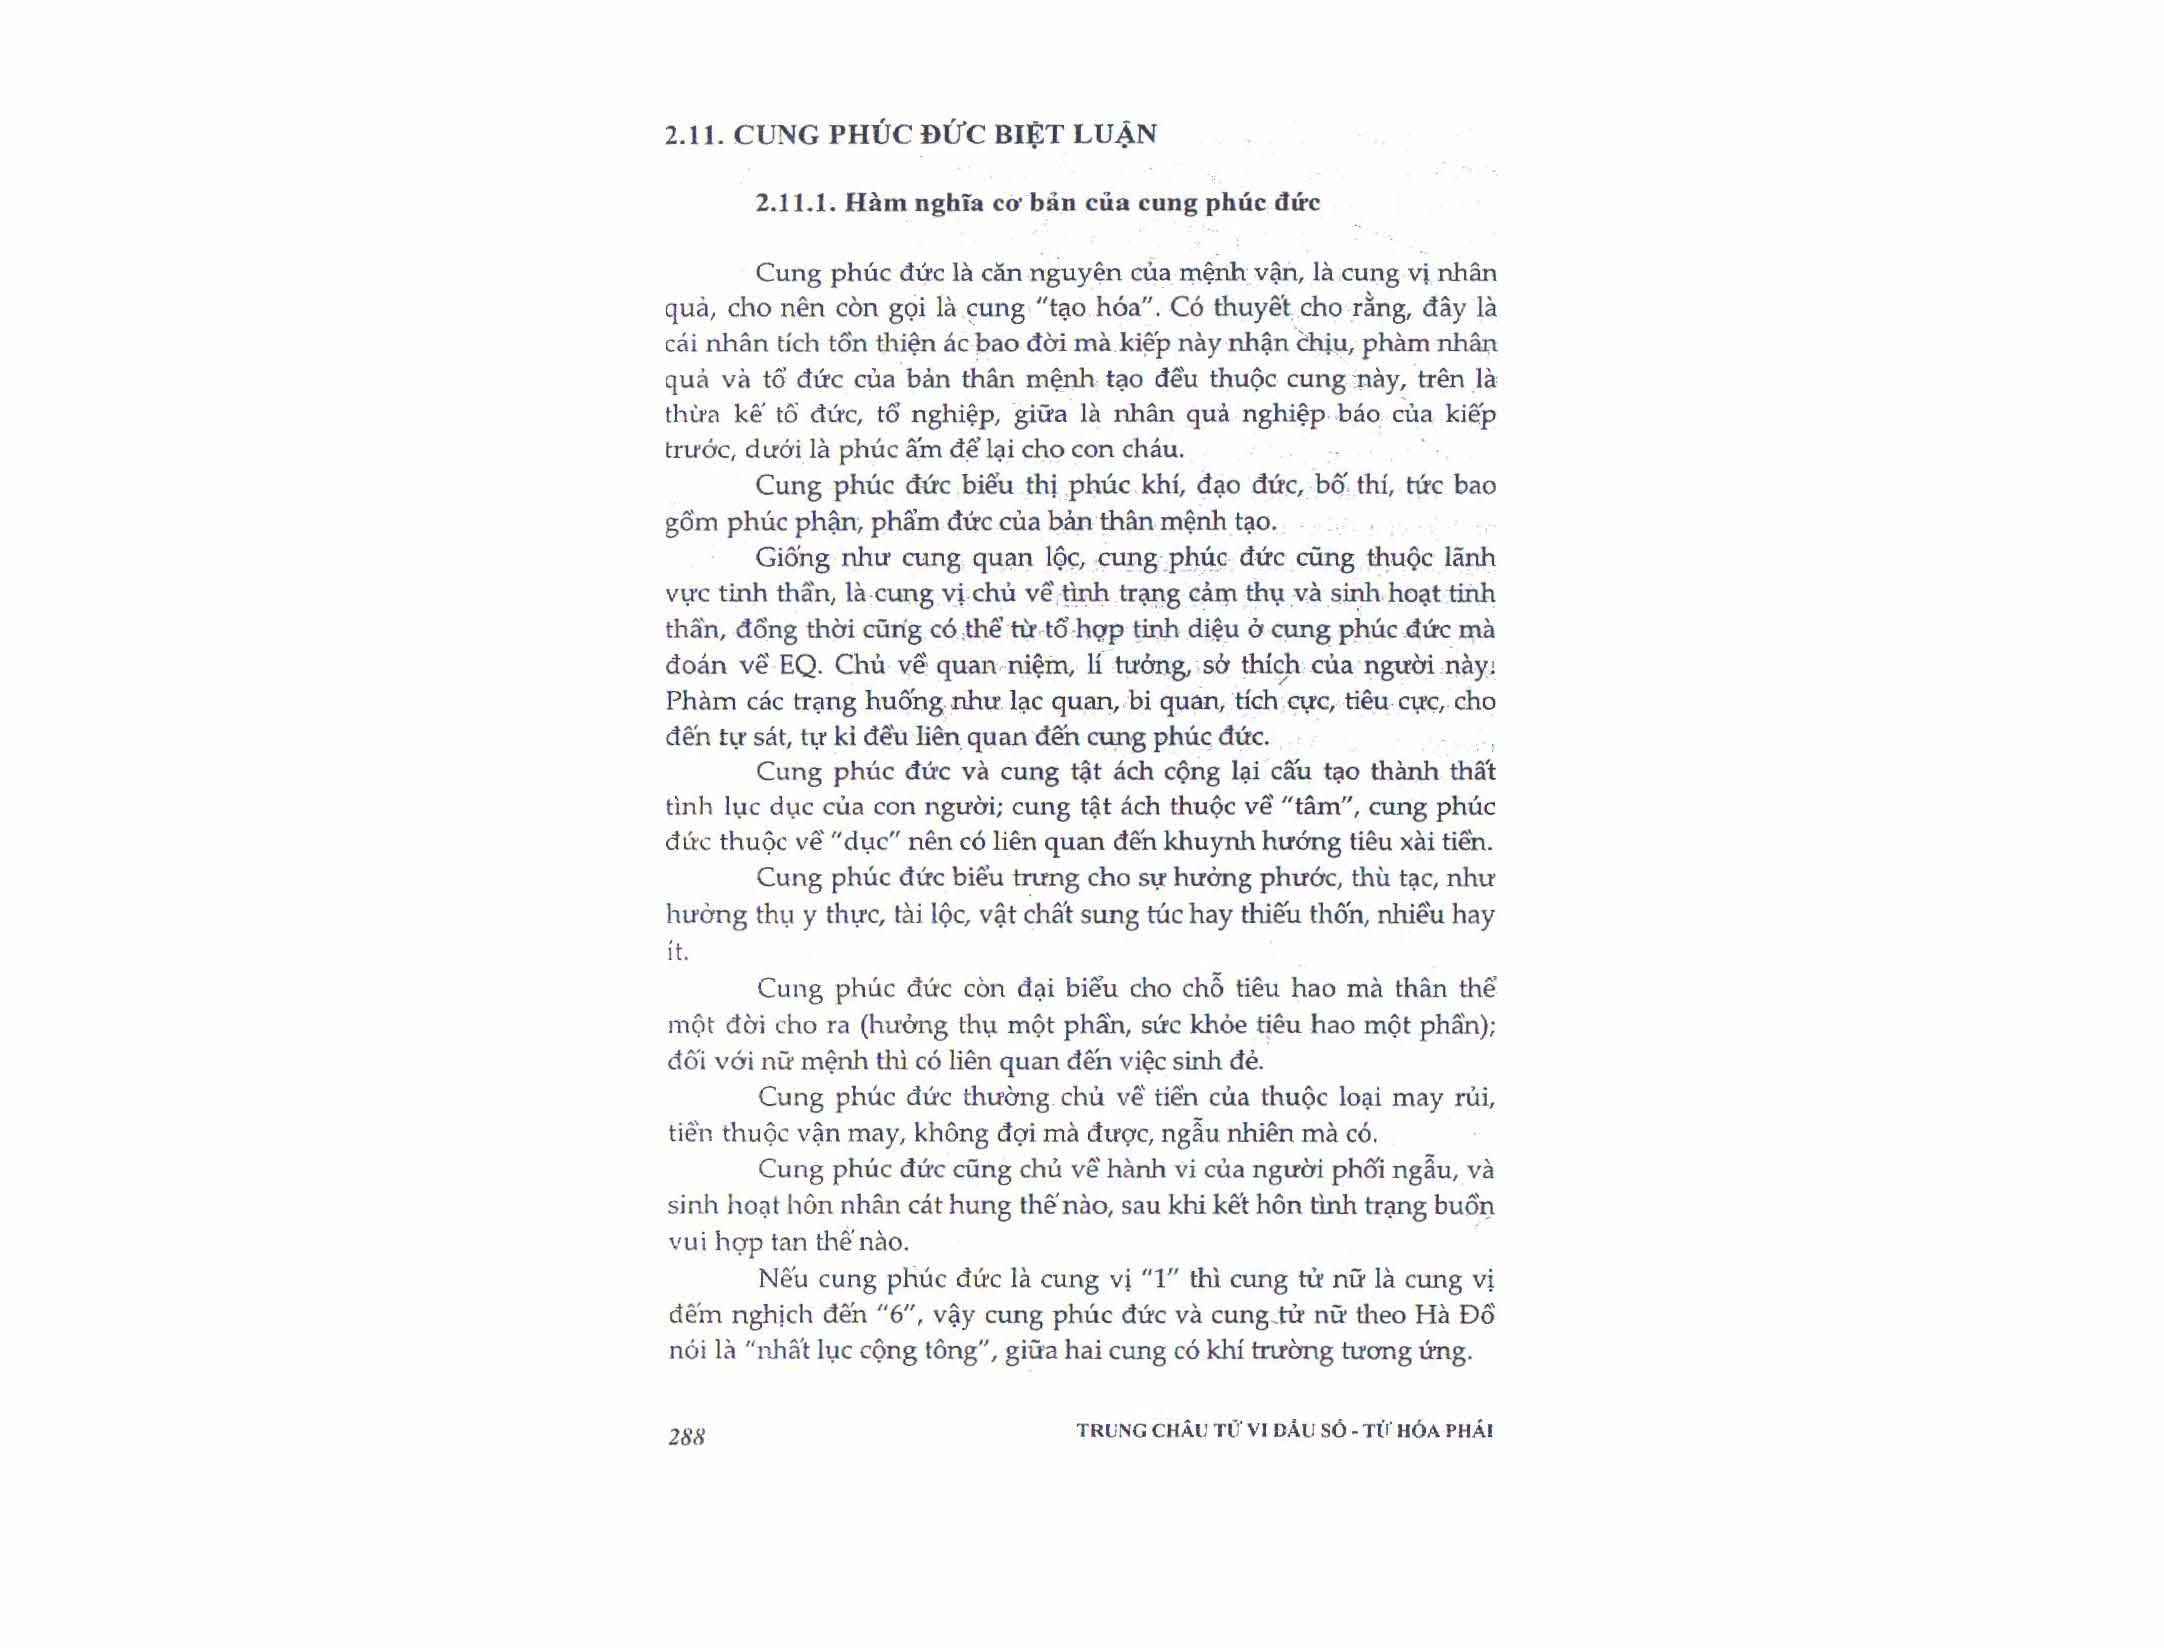 2.11. CUNG PHÚC ĐỨC BIỆT LUẬN
2.11.1. Hàm nghĩa cơ bản của cung phúc đức
Cung phúc đức là căn nguyên của mệnh vận, là cung vị nhân
quả, cho nên còn gọi là cung "tạo hóa". Có thuyết cho rằng, đây là
cái nhân tích tồn thiện ác bao đời mà kiếp này nhận chịu, phàm nhân
quả và tổ đức của bản thân mệnh tạo đều thuộc cung này, trên là
thừa kế tổ đức, tổ nghiệp, giữa là nhân quả nghiệp báo của kiếp
trước, dưới là phúc ấm để lại cho con cháu.
Cung phúc đức biểu thị phúc khí, đạo đức, bố thí, tức bao
gồm phúc phận, phẩm đức của bản thân mệnh tạo.
Giống như cung quan lộc, cung phúc đức cũng thuộc lãnh
vực tinh thần, là cung vị chủ về tình trạng cảm thụ và sinh hoạt tinh
thần, đồng thời cũng có thể từ tổ hợp tinh diệu ở cung phúc đức mà
đoán về EQ. Chủ về quan niệm, lí tưởng, sở thích của người này.
Phàm các trạng huống như lạc quan, bi quan, tích cực, tiêu cực, cho
đến tự sát, tự kỉ đều liên quan đến cung phúc đức.
Cung phúc đức và cung tật ách cộng lại cấu tạo thành thất
tình lục dục của con người; cung tật ách thuộc về "tâm", cung phúc
đức thuộc về "dục" nên có liên quan đến khuynh hướng tiêu xài tiền.
Cung phúc đức biểu trưng cho sự hưởng phước, thù tạc, như
hưởng thụ y thực, tài lộc, vật chất sung túc hay thiếu thốn, nhiều hay
ít.
Cung phúc đức còn đại biểu cho chỗ tiêu hao mà thân thể
một đời cho ra (hưởng thụ một phần, sức khỏe tiêu hao một phần);
đối với nữ mệnh thì có liên quan đến việc sinh đẻ.
Cung phúc đức thường chủ về tiền của thuộc loại may rủi,
tiền thuộc vận may, không đợi mà được, ngẫu nhiên mà có.
Cung phúc đức cũng chủ về hành vi của người phối ngẫu, và
sinh hoạt hôn nhân cát hung thế nào, sau khi kết hôn tình trạng buồn
vui hợp tan thế nào.
Nếu cung phúc đức là cung vị "1" thì cung tử nữ là cung vị
đếm nghịch đến "6", vậy cung phúc đức và cung tử nữ theo Hà Đồ
nói là "nhất lục cộng tông", giữa hai cung có khí trường tương ứng.
288 TRUNG CHÂU TỬ VI ĐẨU SỐ - TỨ HÓA PHÁI